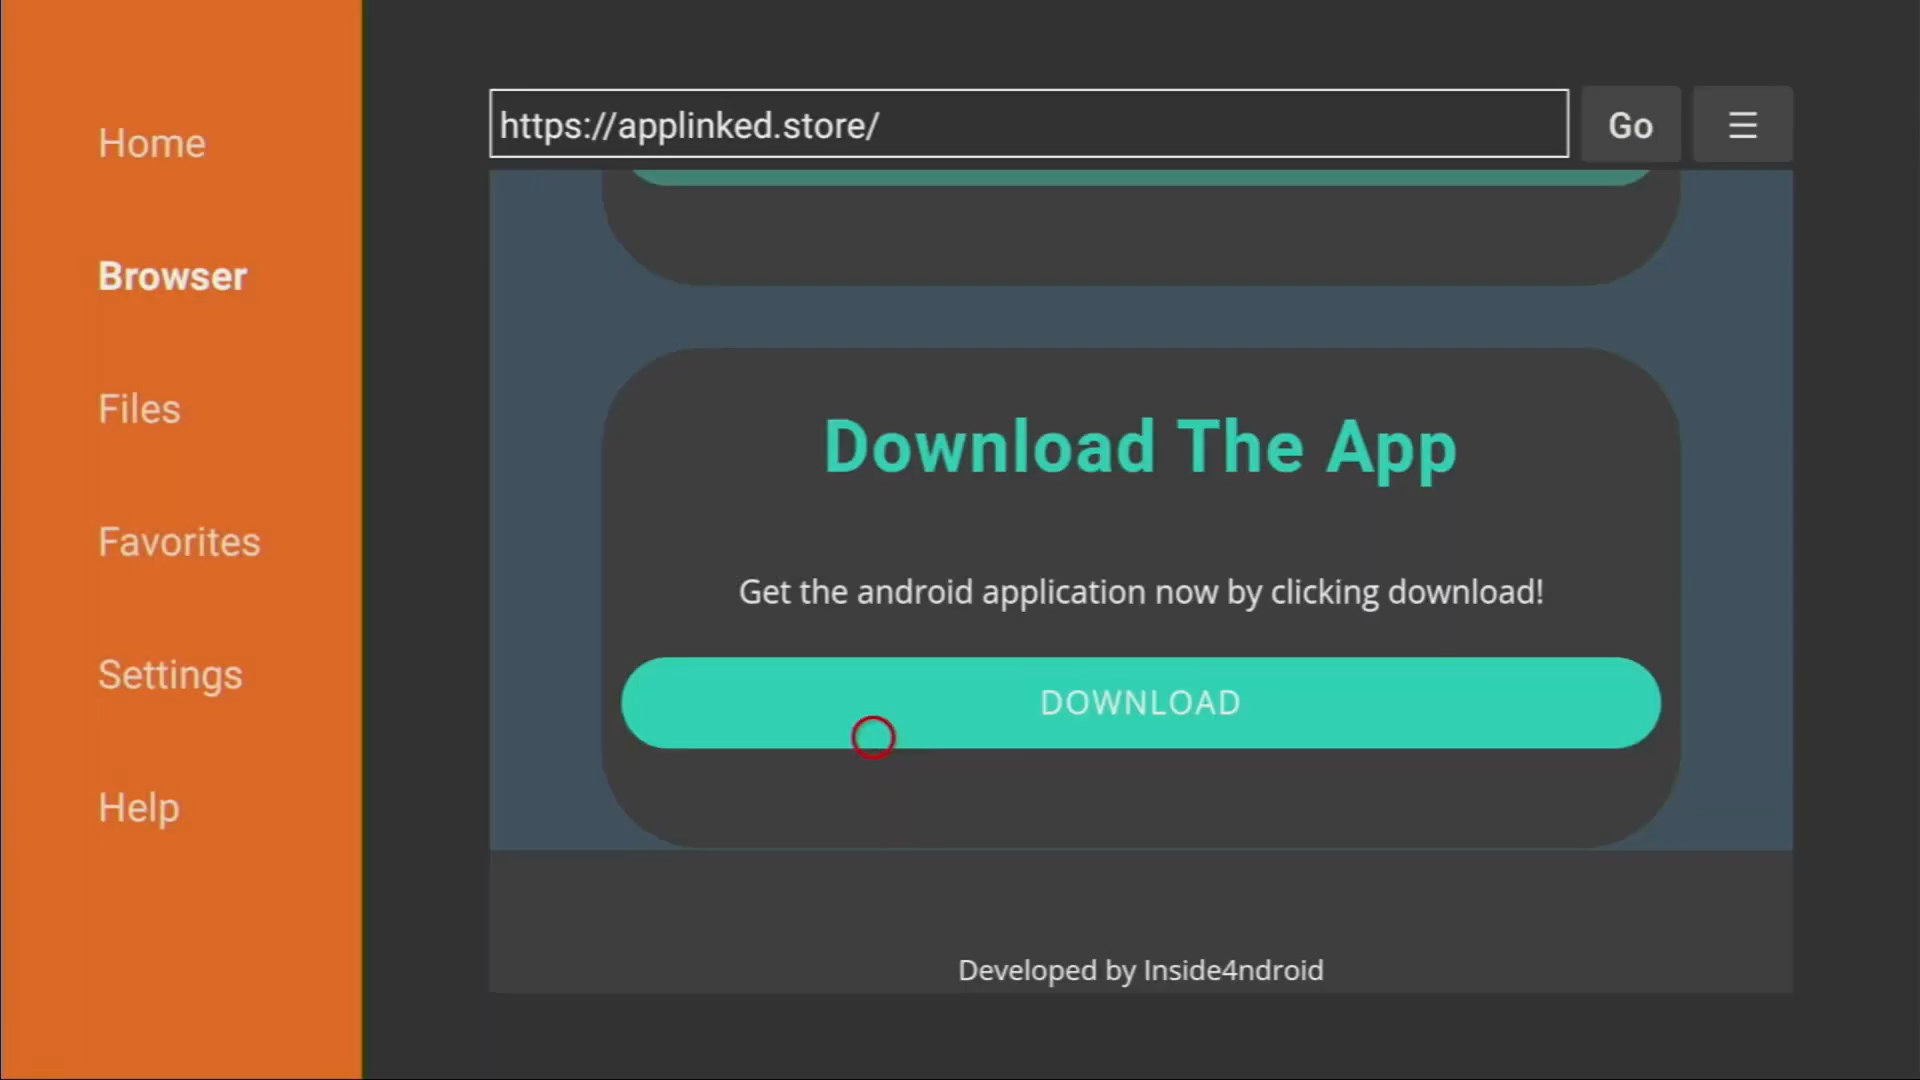 Home
Browser
Files
Favorites
Settings
Help
https://applinked.store/
Go
Download The App
Get the android application now by clicking download!
DOWNLOAD
Developed by Inside4ndroid